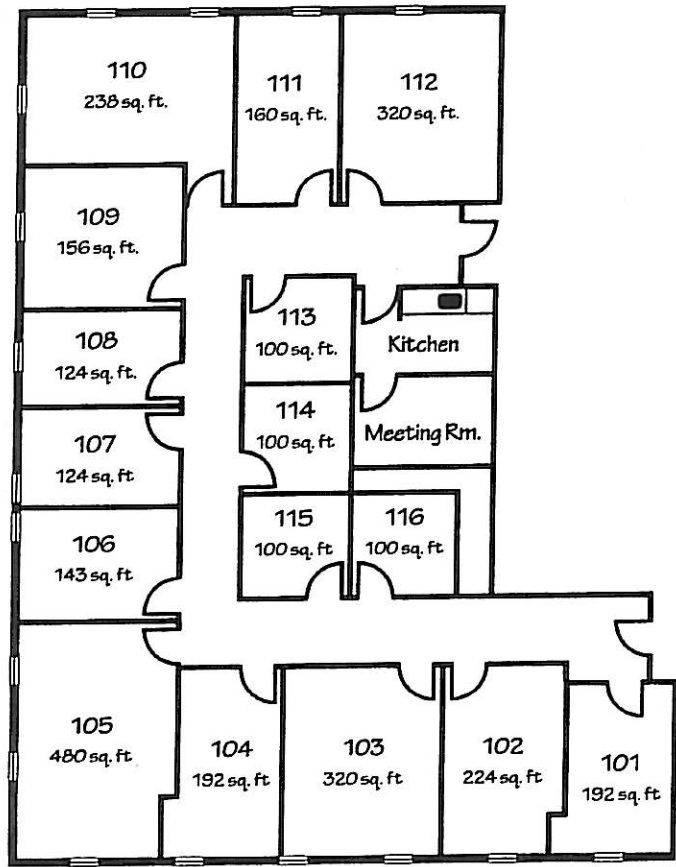 110
238 sq. ft.
111
160 sq. ft.
112
320 sq. ft.
109
156 sq. ft.
113
100 sq. ft.
Kitchen
108
124 sq. ft.
114
100 sq. ft
Meeting Rm.
107
124 sq. ft
115
100 sq. ft
116
100 sq. ft
106
143 sq. ft
105
480 sq. ft
104
192 sq. ft
103
320 sq. ft
102
224 sq. ft
101
192 sq. ft